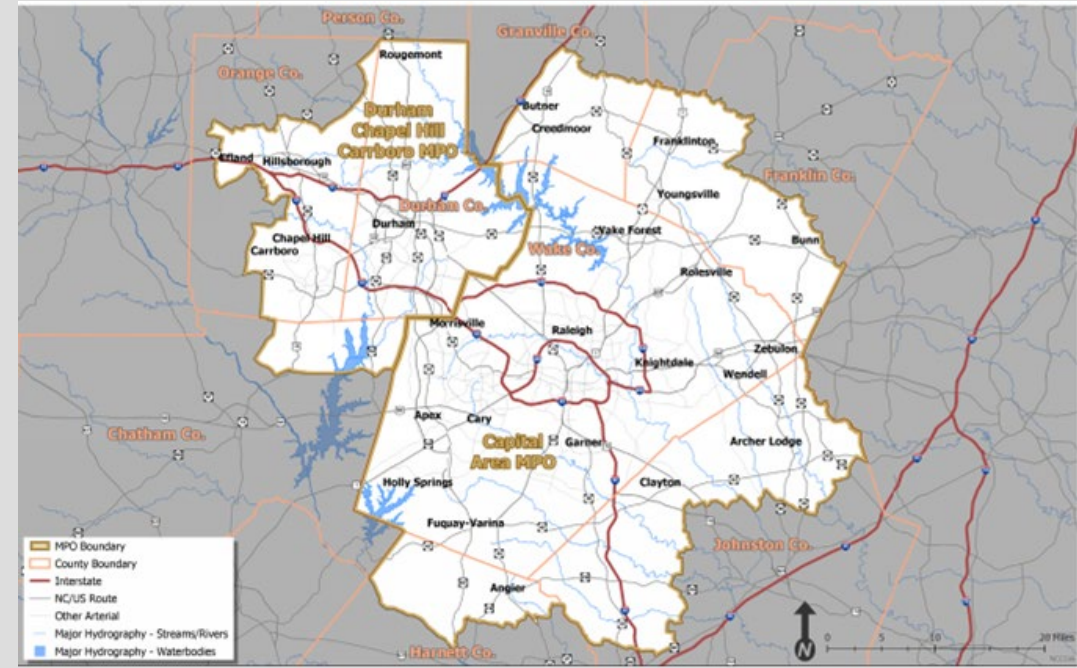 Person Co.
Granville Co.
Rougemont
Orange Co.
Durham
Chapel Hill
Carrboro MPO
Butner
Creedmoor
Franklinton
Efland
Hillsborough
Franklin Co.
Youngsville
Durham Co.
Durham
Chapel Hill
Carrboro
Wake Forest
Wake Co.
Bunn
Rolesville
Morrisville
Raleigh
Knightdale
Zebulon
Wendell
Apex
Cary
Chatham Co.
Capital
Area MPO
Garner
Archer Lodge
Holly Springs
Clayton
Fuquay-Varina
Johnston Co.
Angier
Harnett Co.
MPO Boundary
County Boundary
Interstate
NC/US Route
Other Arterial
Major Hydrography - Streams/Rivers
Major Hydrography - Waterbodies
N
0 5 10 20 Miles